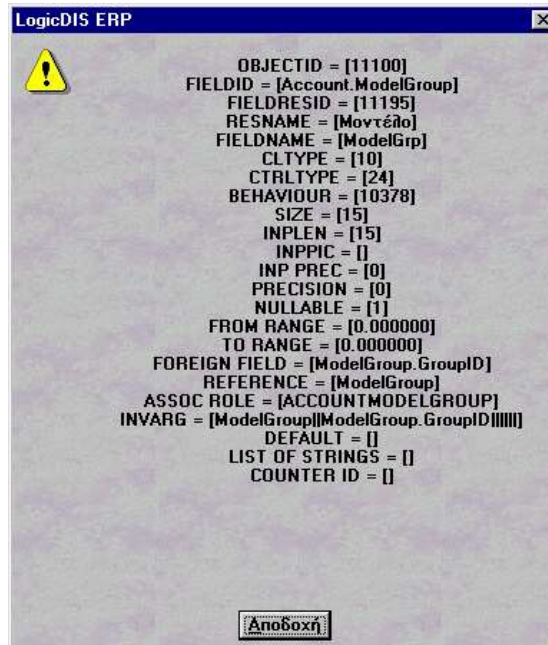 LogicDIS ERP
OBJECTID = [11100]
FIELDID = [Account.ModelGroup]
FIELDRESID = [11195]
RESNAME = [Μοντέλο]
FIELDNAME = [ModelGrp]
CLTYPE = [10]
CTRLTYPE = [24]
BEHAVIOUR = [10378]
SIZE = [15]
INPLEN = [15]
INPPIC = []
INP PREC = [0]
PRECISION = [0]
NULLABLE = [1]
FROM RANGE = [0.000000]
TO RANGE = [0.000000]
FOREIGN FIELD = [ModelGroup.GroupID]
REFERENCE = [ModelGroup]
ASSOC ROLE = [ACCOUNTMODELGROUP]
INVARG = [ModelGroup||ModelGroup.GroupID||||||]
DEFAULT = []
LIST OF STRINGS = []
COUNTER ID = []
Αποδοχή